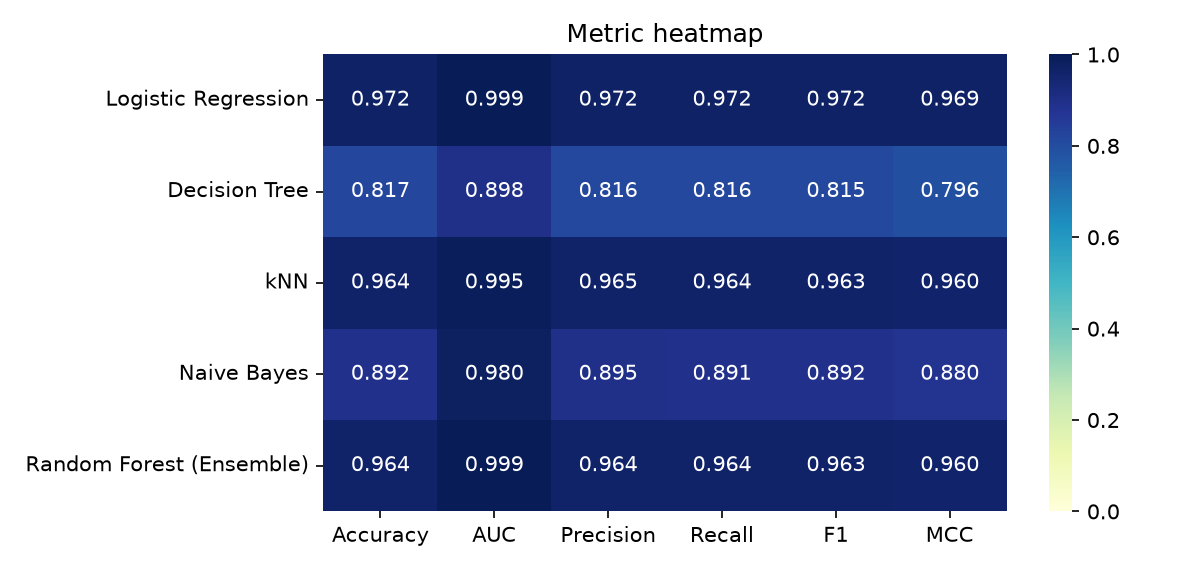 Metric heatmap
Logistic Regression 0.972 0.999 0.972 0.972 0.972 0.969
Decision Tree 0.817 0.898 0.816 0.816 0.815 0.796
kNN 0.964 0.995 0.965 0.964 0.963 0.960
Naive Bayes 0.892 0.980 0.895 0.891 0.892 0.880
Random Forest (Ensemble) 0.964 0.999 0.964 0.964 0.963 0.960
Accuracy AUC Precision Recall F1 MCC
1.0
0.8
0.6
0.4
0.2
0.0